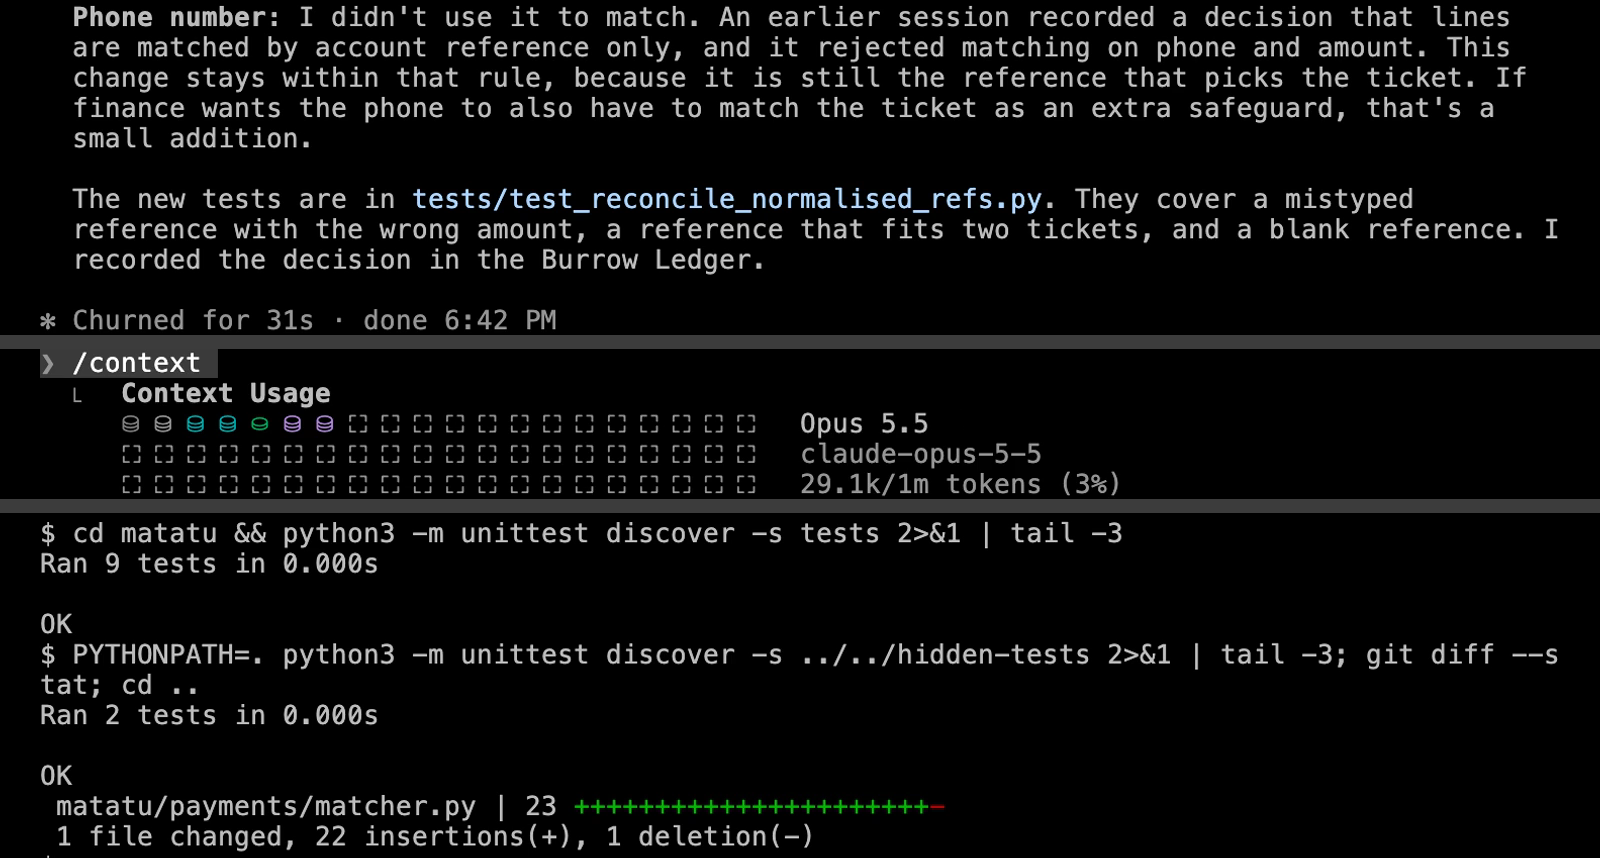 Phone number: I didn't use it to match. An earlier session recorded a decision that lines
are matched by account reference only, and it rejected matching on phone and amount. This
change stays within that rule, because it is still the reference that picks the ticket. If
finance wants the phone to also have to match the ticket as an extra safeguard, that's a
small addition.
The new tests are in tests/test_reconcile_normalised_refs.py. They cover a mistyped
reference with the wrong amount, a reference that fits two tickets, and a blank reference. I
recorded the decision in the Burrow Ledger.
✻ Churned for 31s · done 6:42 PM
❯ /context
└ Context Usage
Opus 5.5
claude-opus-5-5
29.1k/1m tokens (3%)
$ cd matatu && python3 -m unittest discover -s tests 2>&1 | tail -3
Ran 9 tests in 0.000s
OK
$ PYTHONPATH=. python3 -m unittest discover -s ../../hidden-tests 2>&1 | tail -3; git diff --s
tat; cd ..
Ran 2 tests in 0.000s
OK
matatu/payments/matcher.py | 23 ++++++++++++++++++++++-
1 file changed, 22 insertions(+), 1 deletion(-)